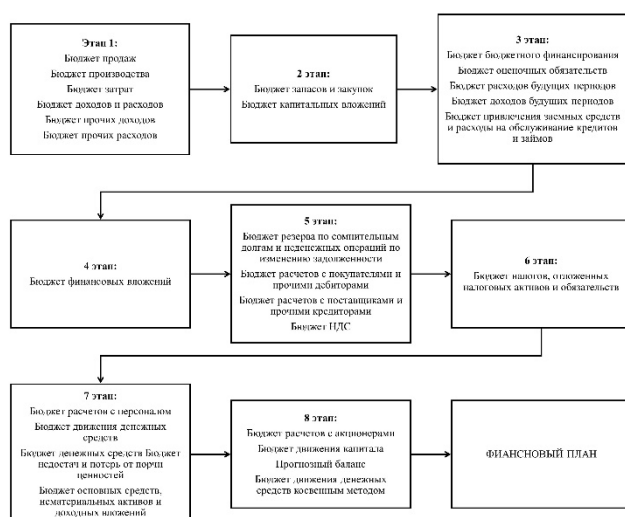 Этап 1:
Бюджет продаж
Бюджет производства
Бюджет затрат
Бюджет доходов и расходов
Бюджет прочих доходов
Бюджет прочих расходов
2 этап:
Бюджет запасов и закупок
Бюджет капитальных вложений
3 этап:
Бюджет бюджетного финансирования
Бюджет оценочных обязательств
Бюджет расходов будущих периодов
Бюджет доходов будущих периодов
Бюджет привлечения заемных средств
и расходы на обслуживание кредитов
и займов
4 этап:
Бюджет финансовых вложений
5 этап:
Бюджет резерва по сомнительным
долгам и неденежных операций по
изменению задолженности
Бюджет расчетов с покупателями и
прочими дебиторами
Бюджет расчетов с поставщиками и
прочими кредиторами
Бюджет НДС
6 этап:
Бюджет налогов, отложенных
налоговых активов и обязательств
7 этап:
Бюджет расчетов с персоналом
Бюджет движения денежных
средств
Бюджет денежных средств Бюджет
недостач и потерь от порчи
ценностей
Бюджет основных средств,
нематериальных активов и
доходных вложений
8 этап:
Бюджет расчетов с акционерами
Бюджет движения капитала
Прогнозный баланс
Бюджет движения денежных
средств косвенным методом
ФИАНСНОВЫЙ ПЛАН